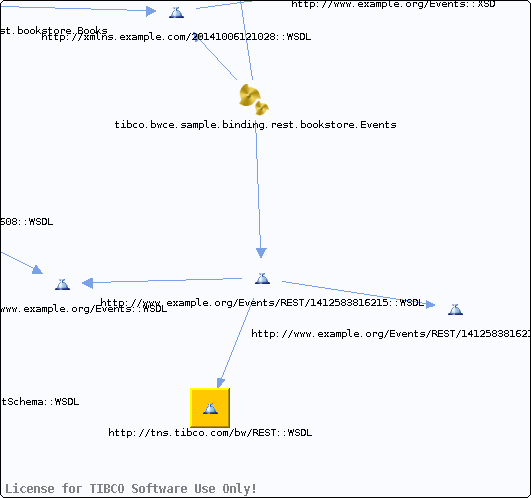 http://www.example.org/Events::XSD
st.bookstore.Books
http://xmlns.example.com/20141006121028::WSDL
tibco.bwce.sample.binding.rest.bookstore.Events
608::WSDL
http://www.example.org/Events/REST/1412583816215::WSDL
www.example.org/Events::WSDL
http://www.example.org/Events/REST/141258381621
tSchema::WSDL
http://tns.tibco.com/bw/REST::WSDL
License for TIBCO Software Use Only!